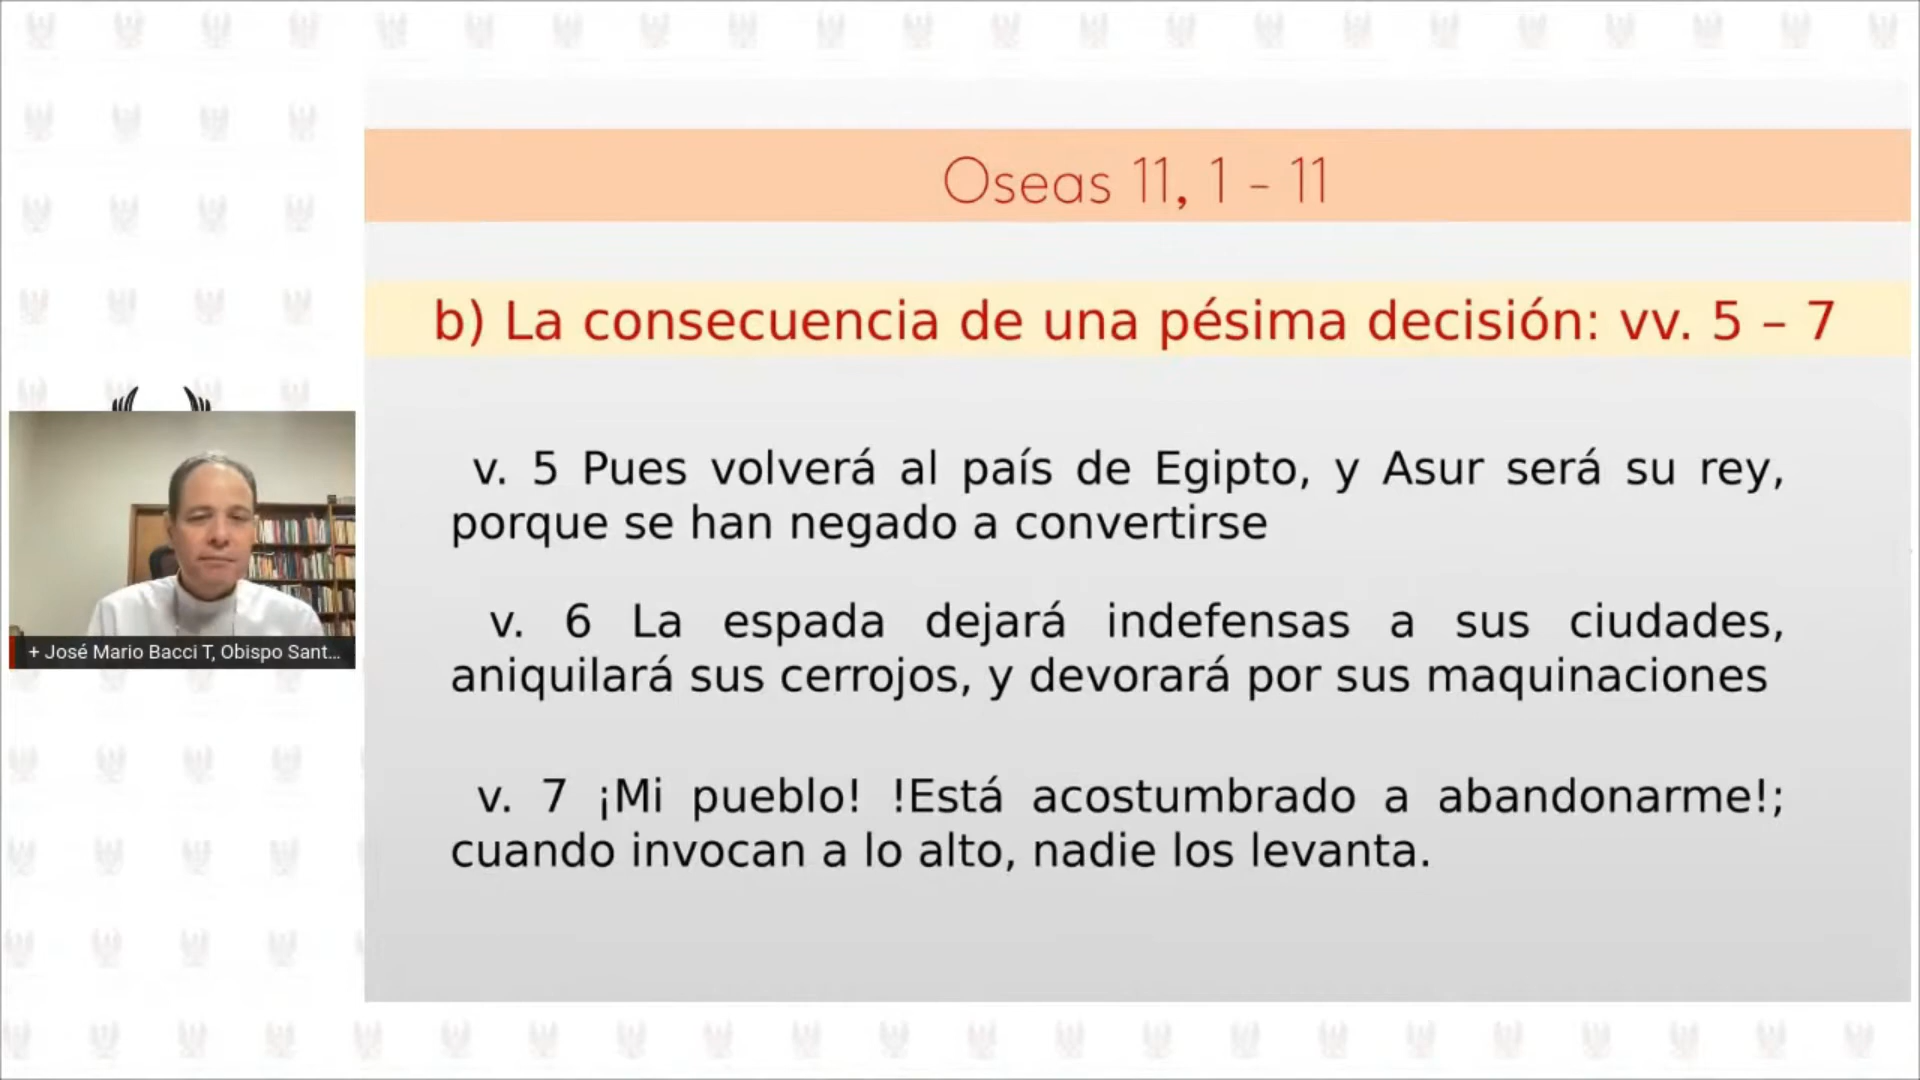 Oseas 11, 1 - 11
b) La consecuencia de una pésima decisión: vv. 5 – 7
v. 5 Pues volverá al país de Egipto, y Asur será su rey,
porque se han negado a convertirse
v. 6 La espada dejará indefensas a sus ciudades,
aniquilará sus cerrojos, y devorará por sus maquinaciones
v. 7 ¡Mi pueblo! !Está acostumbrado a abandonarme!;
cuando invocan a lo alto, nadie los levanta.
+ José Mario Bacci T, Obispo Sant...